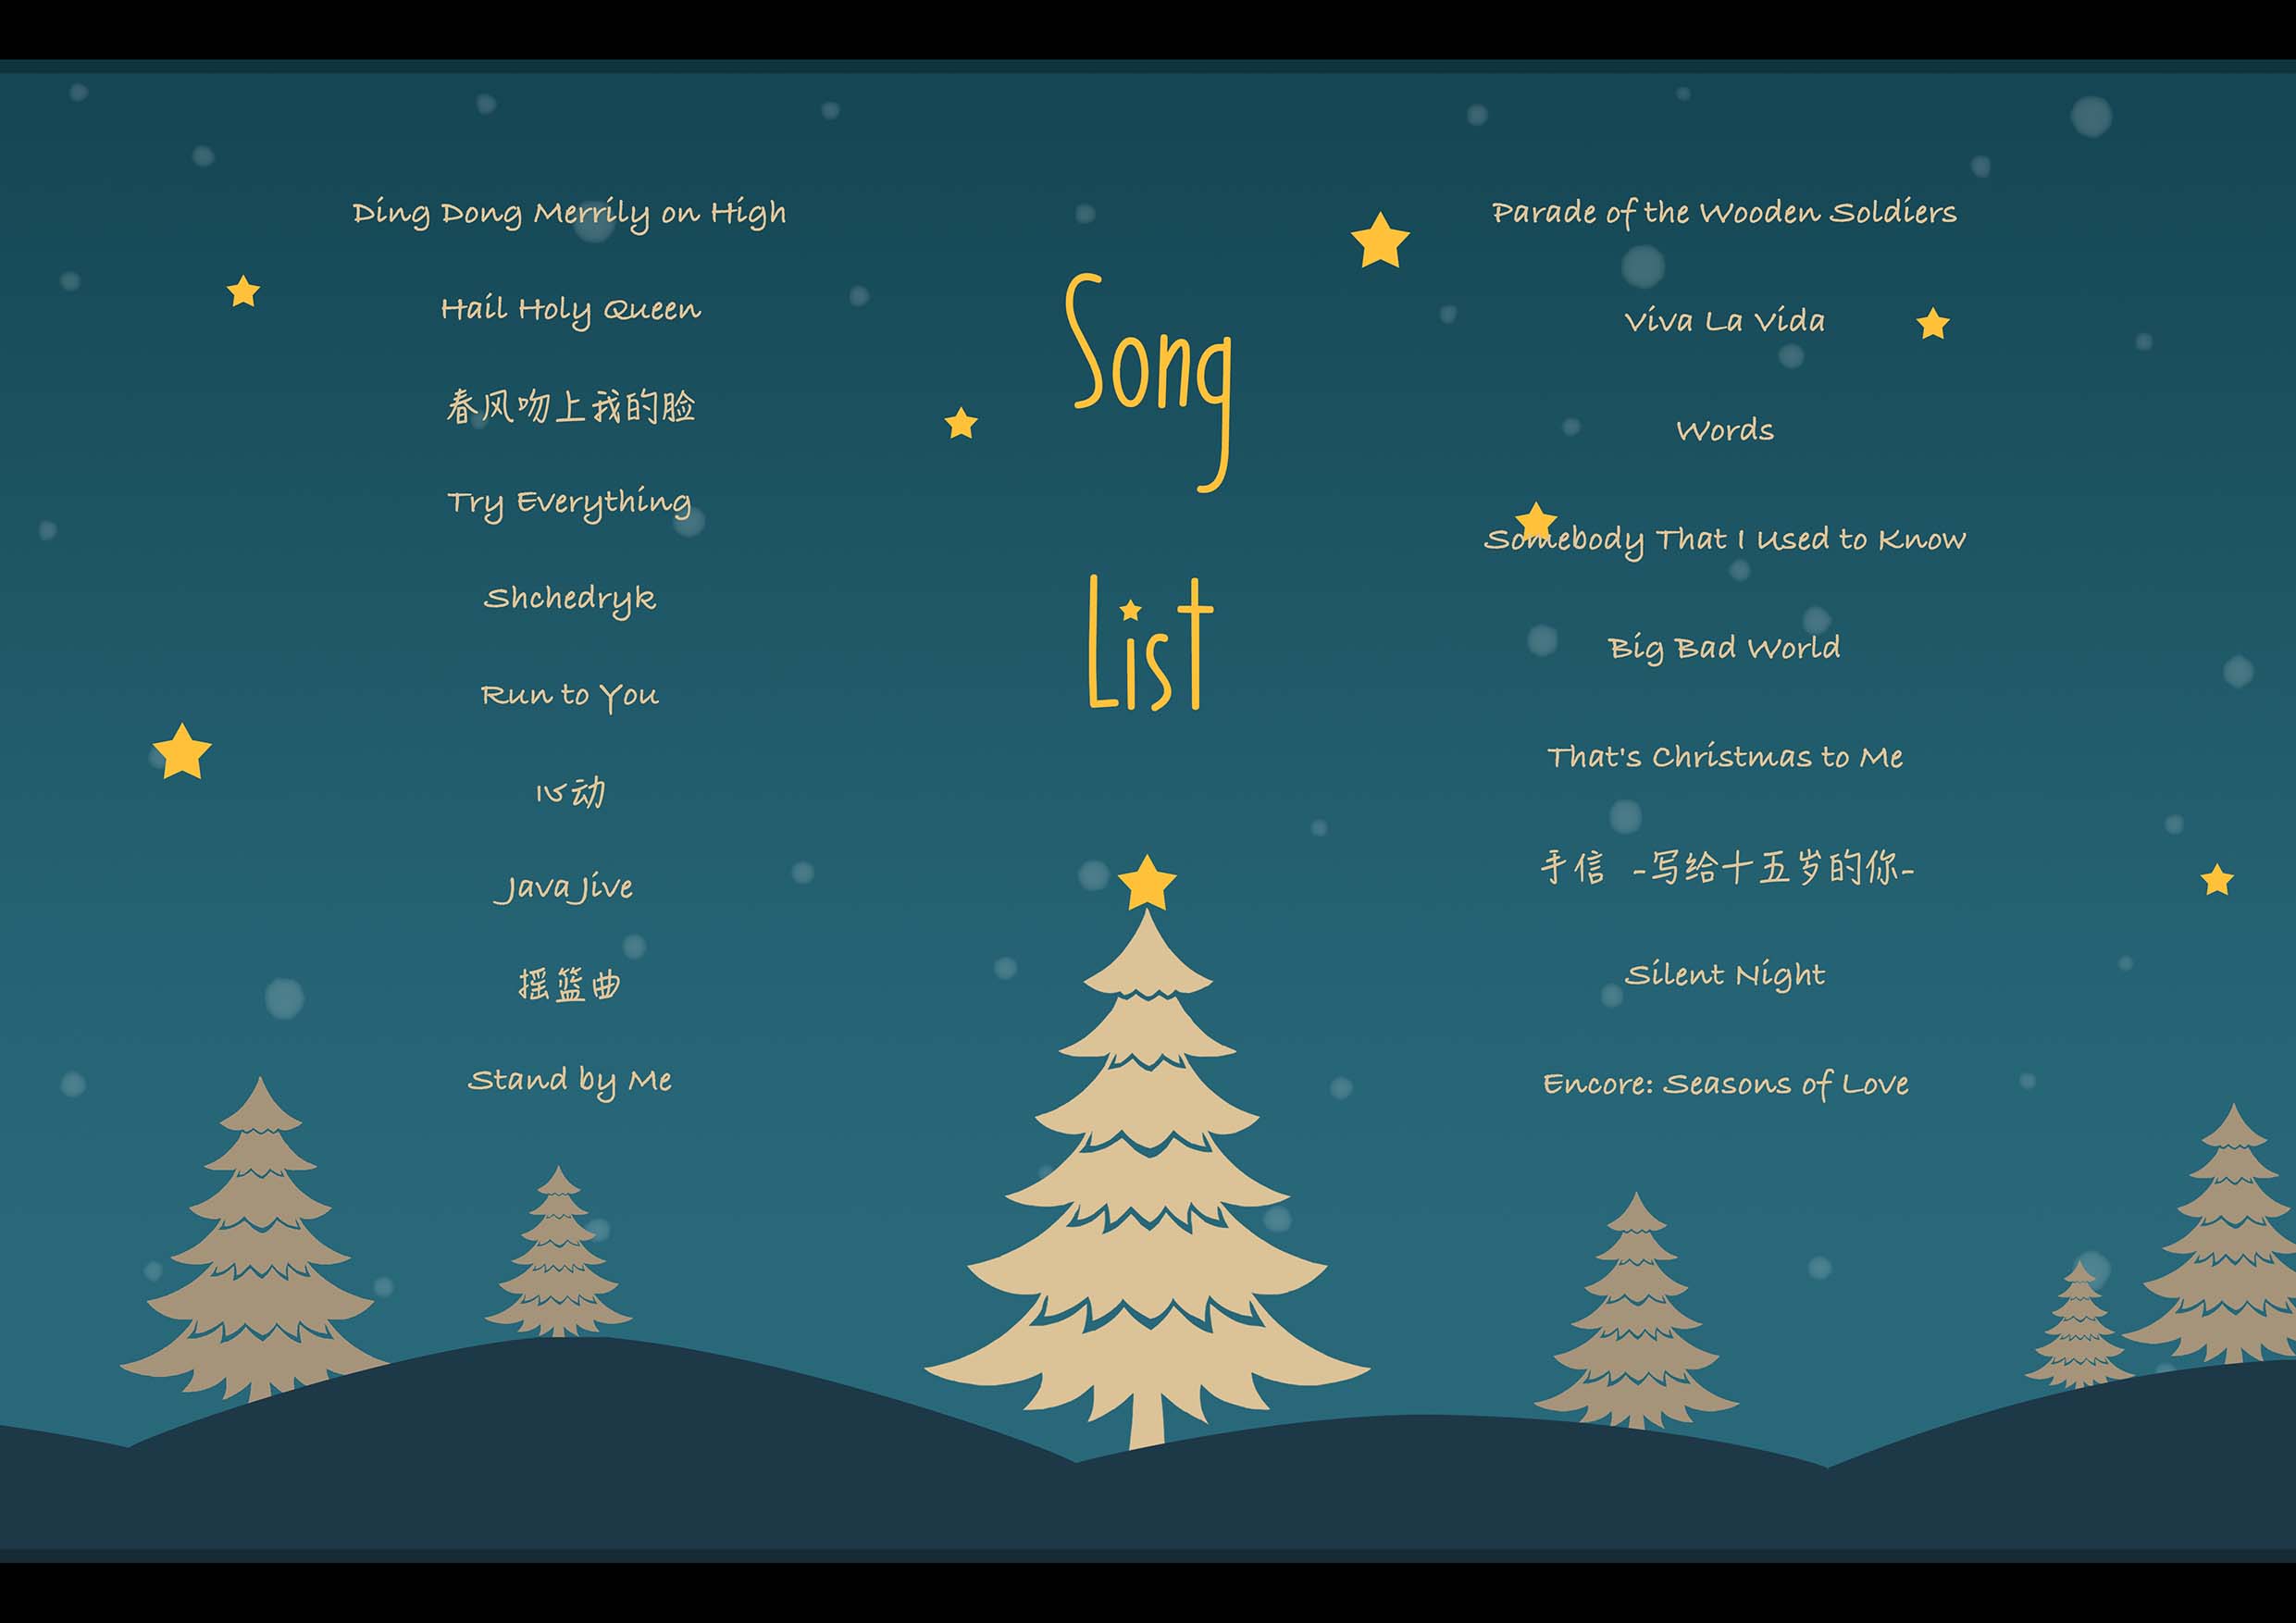 Ding Dong Merrily on High
Hail Holy Queen
春风吻上我的脸
Try Everything
Shchedryk
Run to You
心动
Java Jive
摇篮曲
Stand by Me
Song
List
Parade of the Wooden Soldiers
Viva La Vida
Words
Somebody That I Used to Know
Big Bad World
That's Christmas to Me
手信 -写给十五岁的你-
Silent Night
Encore: Seasons of Love